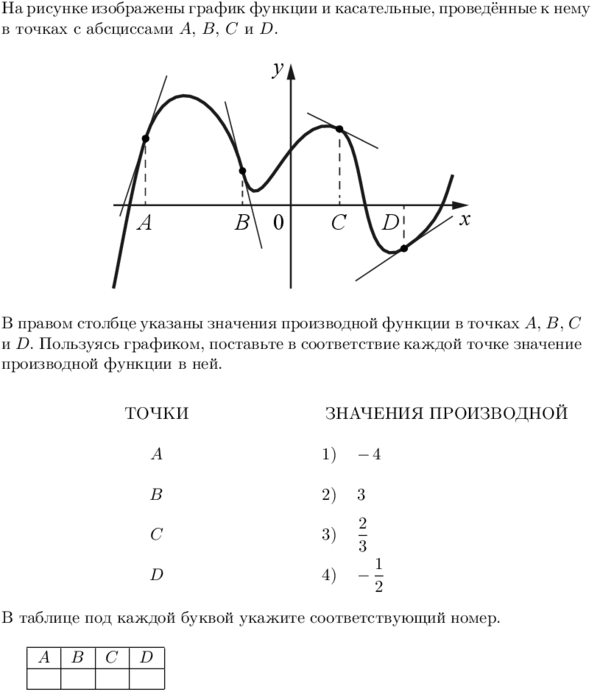 На рисунке изображены график функции и касательные, проведённые к нему
в точках с абсциссами A, B, C и D.
y
A B 0 C D x
В правом столбце указаны значения производной функции в точках A, B, C
и D. Пользуясь графиком, поставьте в соответствие каждой точке значение
производной функции в ней.
ТОЧКИ ЗНАЧЕНИЯ ПРОИЗВОДНОЙ
A 1) −4
B 2) 3
C 3) 2/3
D 4) −1/2
В таблице под каждой буквой укажите соответствующий номер.
A B C D